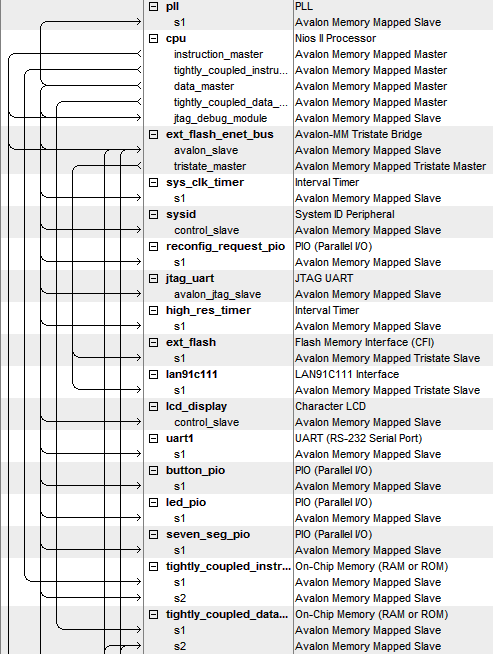 pll PLL
s1 Avalon Memory Mapped Slave
cpu Nios II Processor
instruction_master Avalon Memory Mapped Master
tightly_coupled_instru... Avalon Memory Mapped Master
data_master Avalon Memory Mapped Master
tightly_coupled_data_... Avalon Memory Mapped Master
jtag_debug_module Avalon Memory Mapped Slave
ext_flash_enet_bus Avalon-MM Tristate Bridge
avalon_slave Avalon Memory Mapped Slave
tristate_master Avalon Memory Mapped Tristate Master
sys_clk_timer Interval Timer
s1 Avalon Memory Mapped Slave
sysid System ID Peripheral
control_slave Avalon Memory Mapped Slave
reconfig_request_pio PIO (Parallel I/O)
s1 Avalon Memory Mapped Slave
jtag_uart JTAG UART
avalon_jtag_slave Avalon Memory Mapped Slave
high_res_timer Interval Timer
s1 Avalon Memory Mapped Slave
ext_flash Flash Memory Interface (CFI)
s1 Avalon Memory Mapped Tristate Slave
lan91c111 LAN91C111 Interface
s1 Avalon Memory Mapped Tristate Slave
lcd_display Character LCD
control_slave Avalon Memory Mapped Slave
uart1 UART (RS-232 Serial Port)
s1 Avalon Memory Mapped Slave
button_pio PIO (Parallel I/O)
s1 Avalon Memory Mapped Slave
led_pio PIO (Parallel I/O)
s1 Avalon Memory Mapped Slave
seven_seg_pio PIO (Parallel I/O)
s1 Avalon Memory Mapped Slave
tightly_coupled_instr... On-Chip Memory (RAM or ROM)
s1 Avalon Memory Mapped Slave
s2 Avalon Memory Mapped Slave
tightly_coupled_data... On-Chip Memory (RAM or ROM)
s1 Avalon Memory Mapped Slave
s2 Avalon Memory Mapped Slave